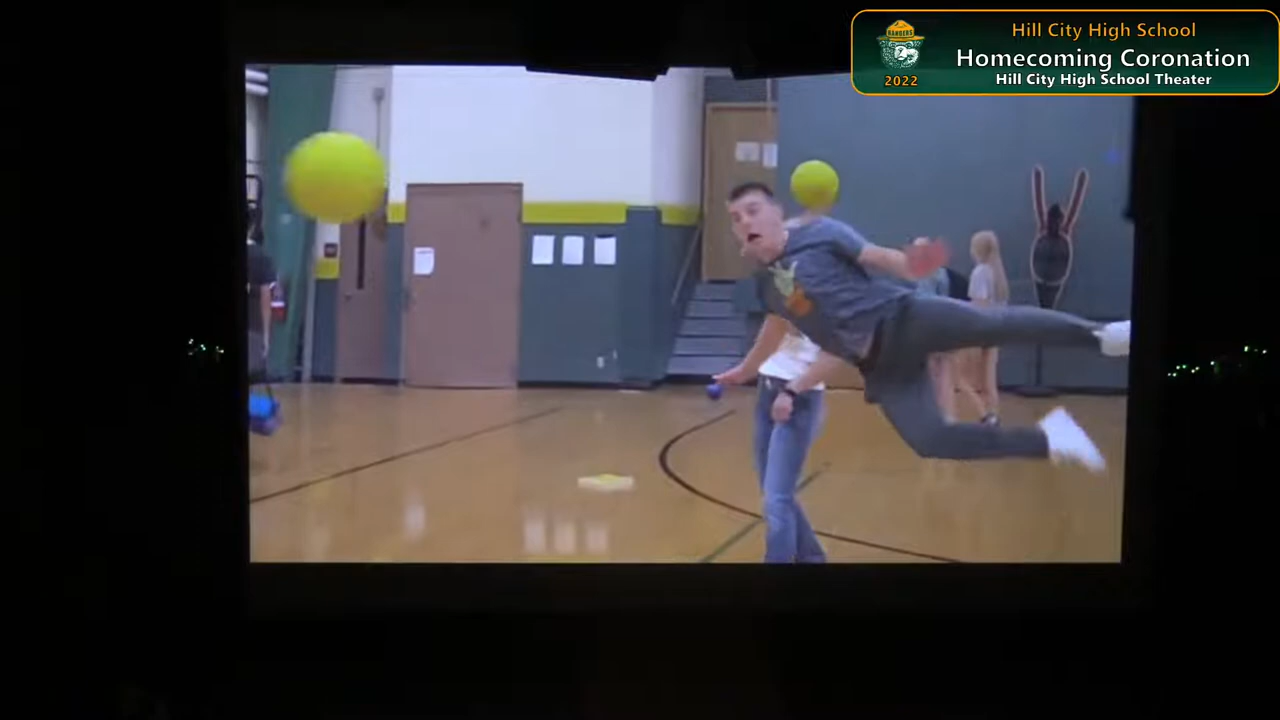 Hill City High School
RANGERS
Homecoming Coronation
2022
Hill City High School Theater